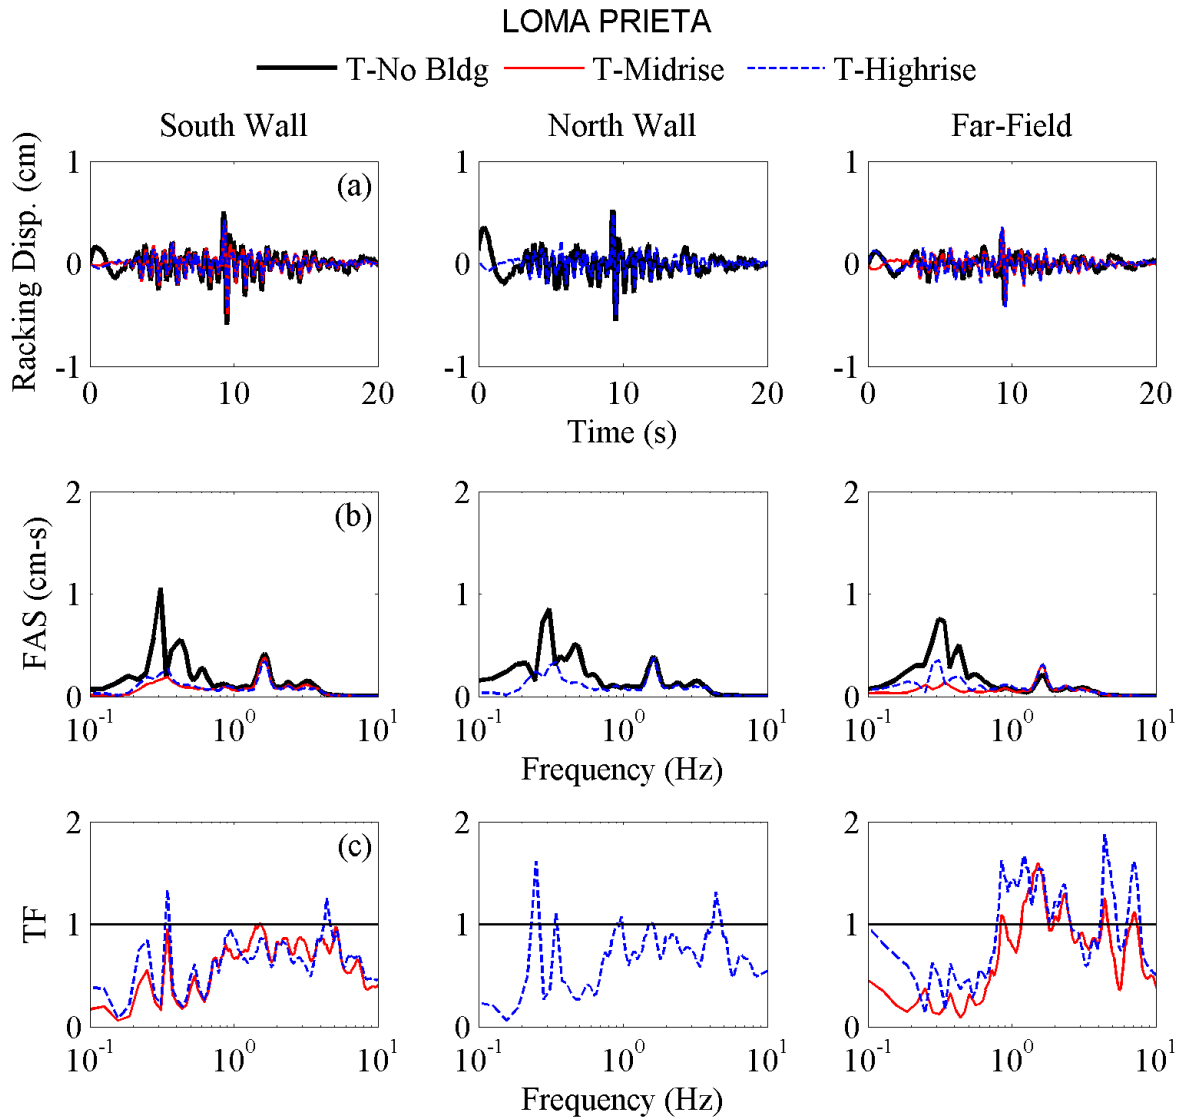 LOMA PRIETA
T-No Bldg T-Midrise T-Highrise
South Wall North Wall Far-Field
Racking Disp. (cm)
1 (a) 1 1
0 0 0
-1 -1 -1
0 10 20 0 10 20 0 10 20
Time (s)
FAS (cm-s)
2 (b) 2 2
1 1 1
0 0 0
10^-1 10^0 10^1 10^-1 10^0 10^1 10^-1 10^0 10^1
Frequency (Hz)
TF
2 (c) 2 2
1 1 1
0 0 0
10^-1 10^0 10^1 10^-1 10^0 10^1 10^-1 10^0 10^1
Frequency (Hz)